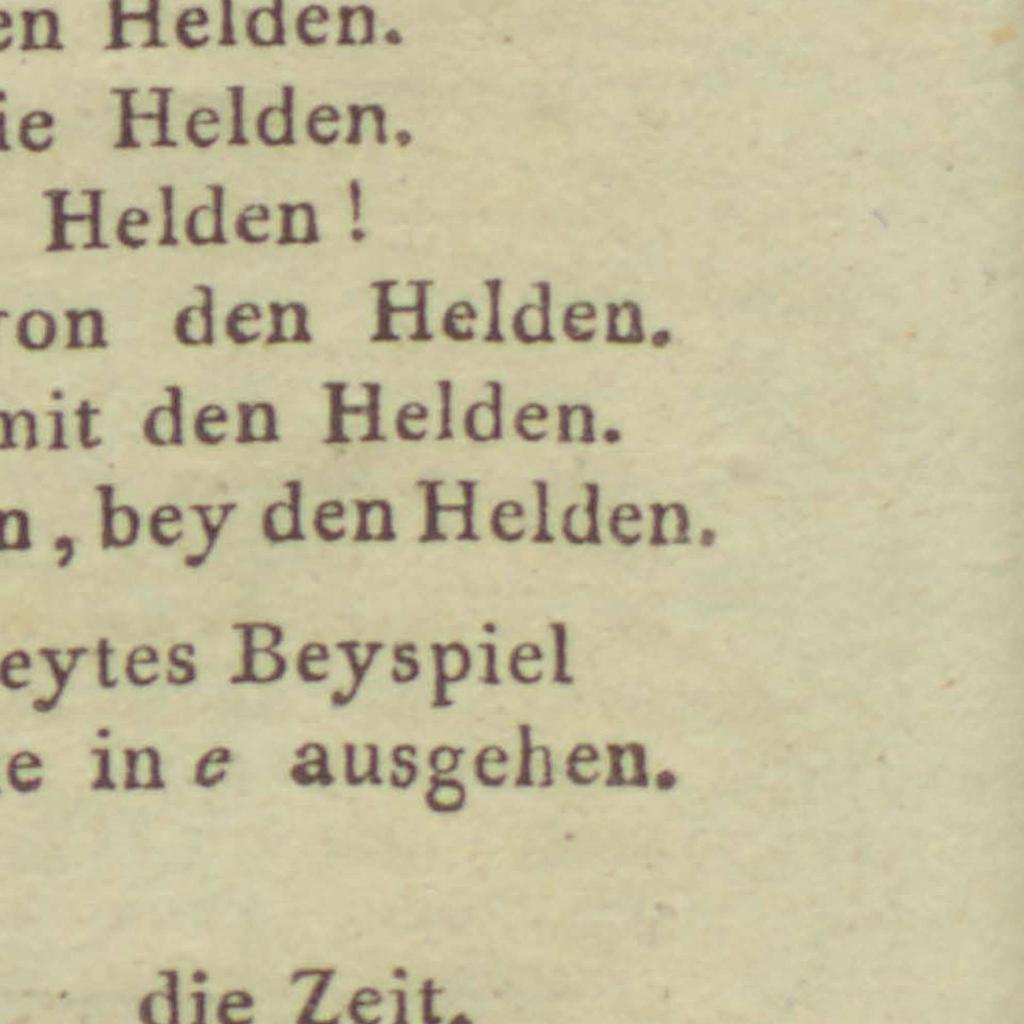 en Helden.
ie Helden.
Helden!
von den Helden.
mit den Helden.
n, bey den Helden.
eytes Beyspiel
e in e ausgehen.
die Zeit.